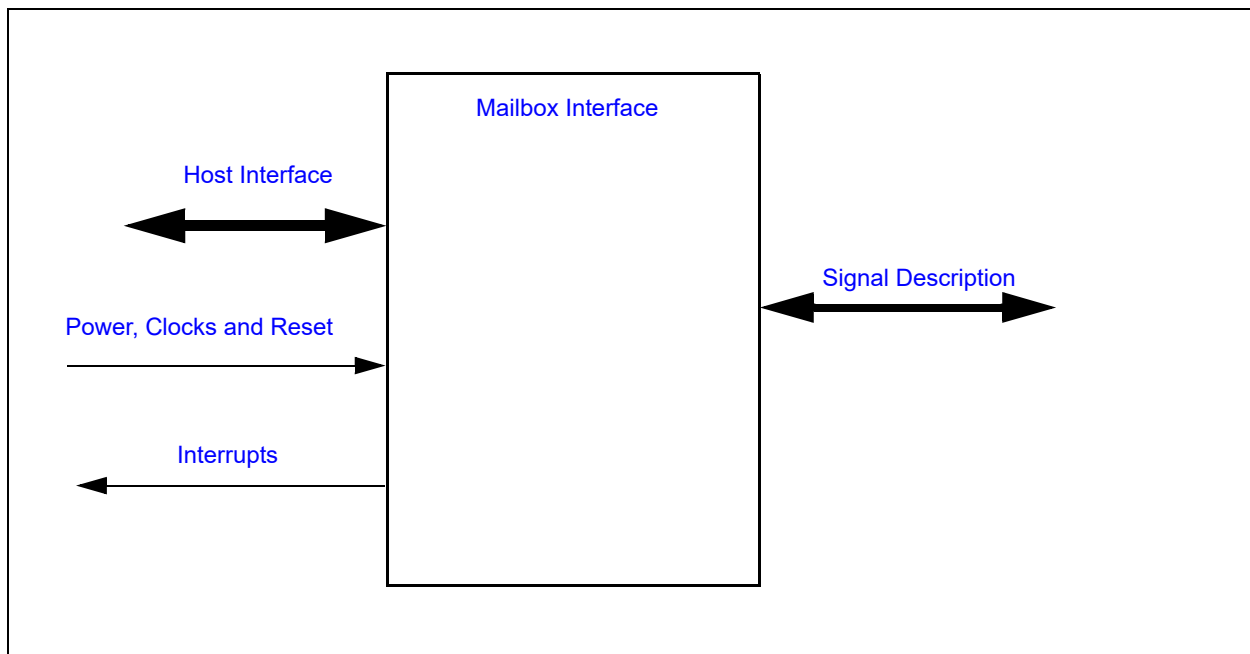 Mailbox Interface
Host Interface
Signal Description
Power, Clocks and Reset
Interrupts